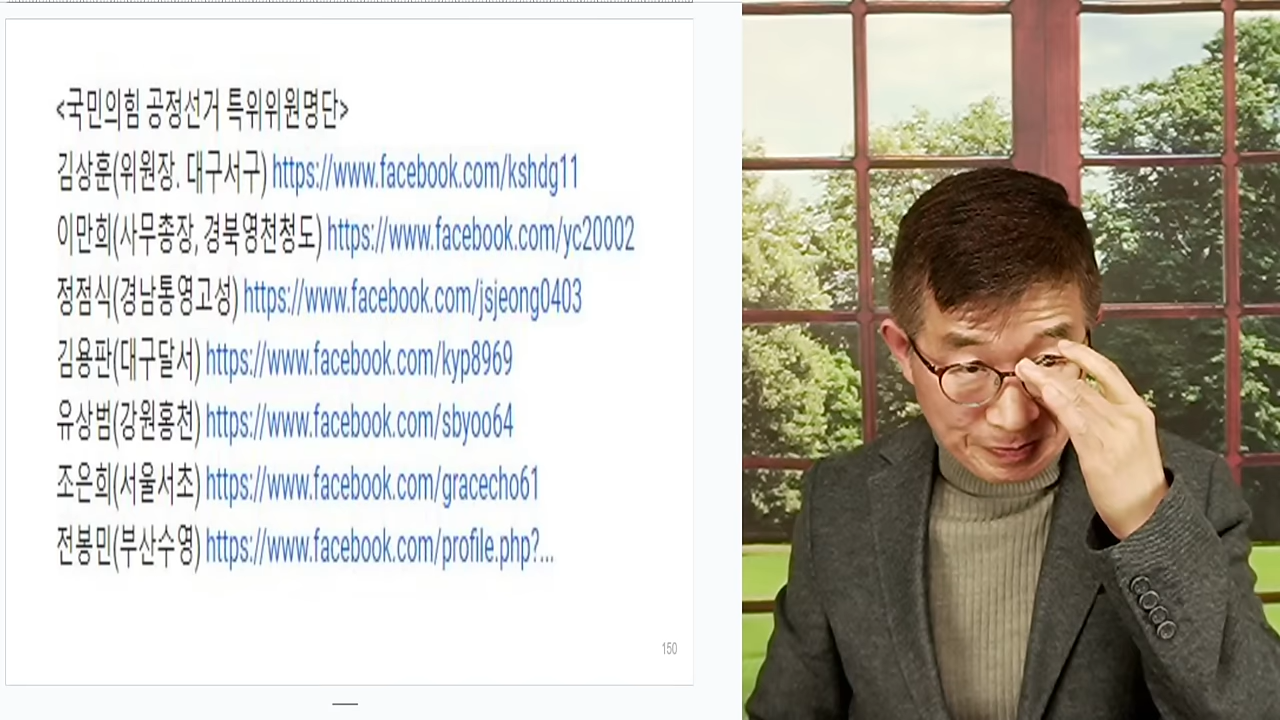 <국민의힘 공정선거 특위위원명단>
김상훈(위원장. 대구서구) https://www.facebook.com/kshdg11
이만희(사무총장, 경북영천청도) https://www.facebook.com/yc20002
정점식(경남통영고성) https://www.facebook.com/jsjeong0403
김용판(대구달서) https://www.facebook.com/kyp8969
유상범(강원홍천) https://www.facebook.com/sbyoo64
조은희(서울서초) https://www.facebook.com/gracecho61
전봉민(부산수영) https://www.facebook.com/profile.php?...
150